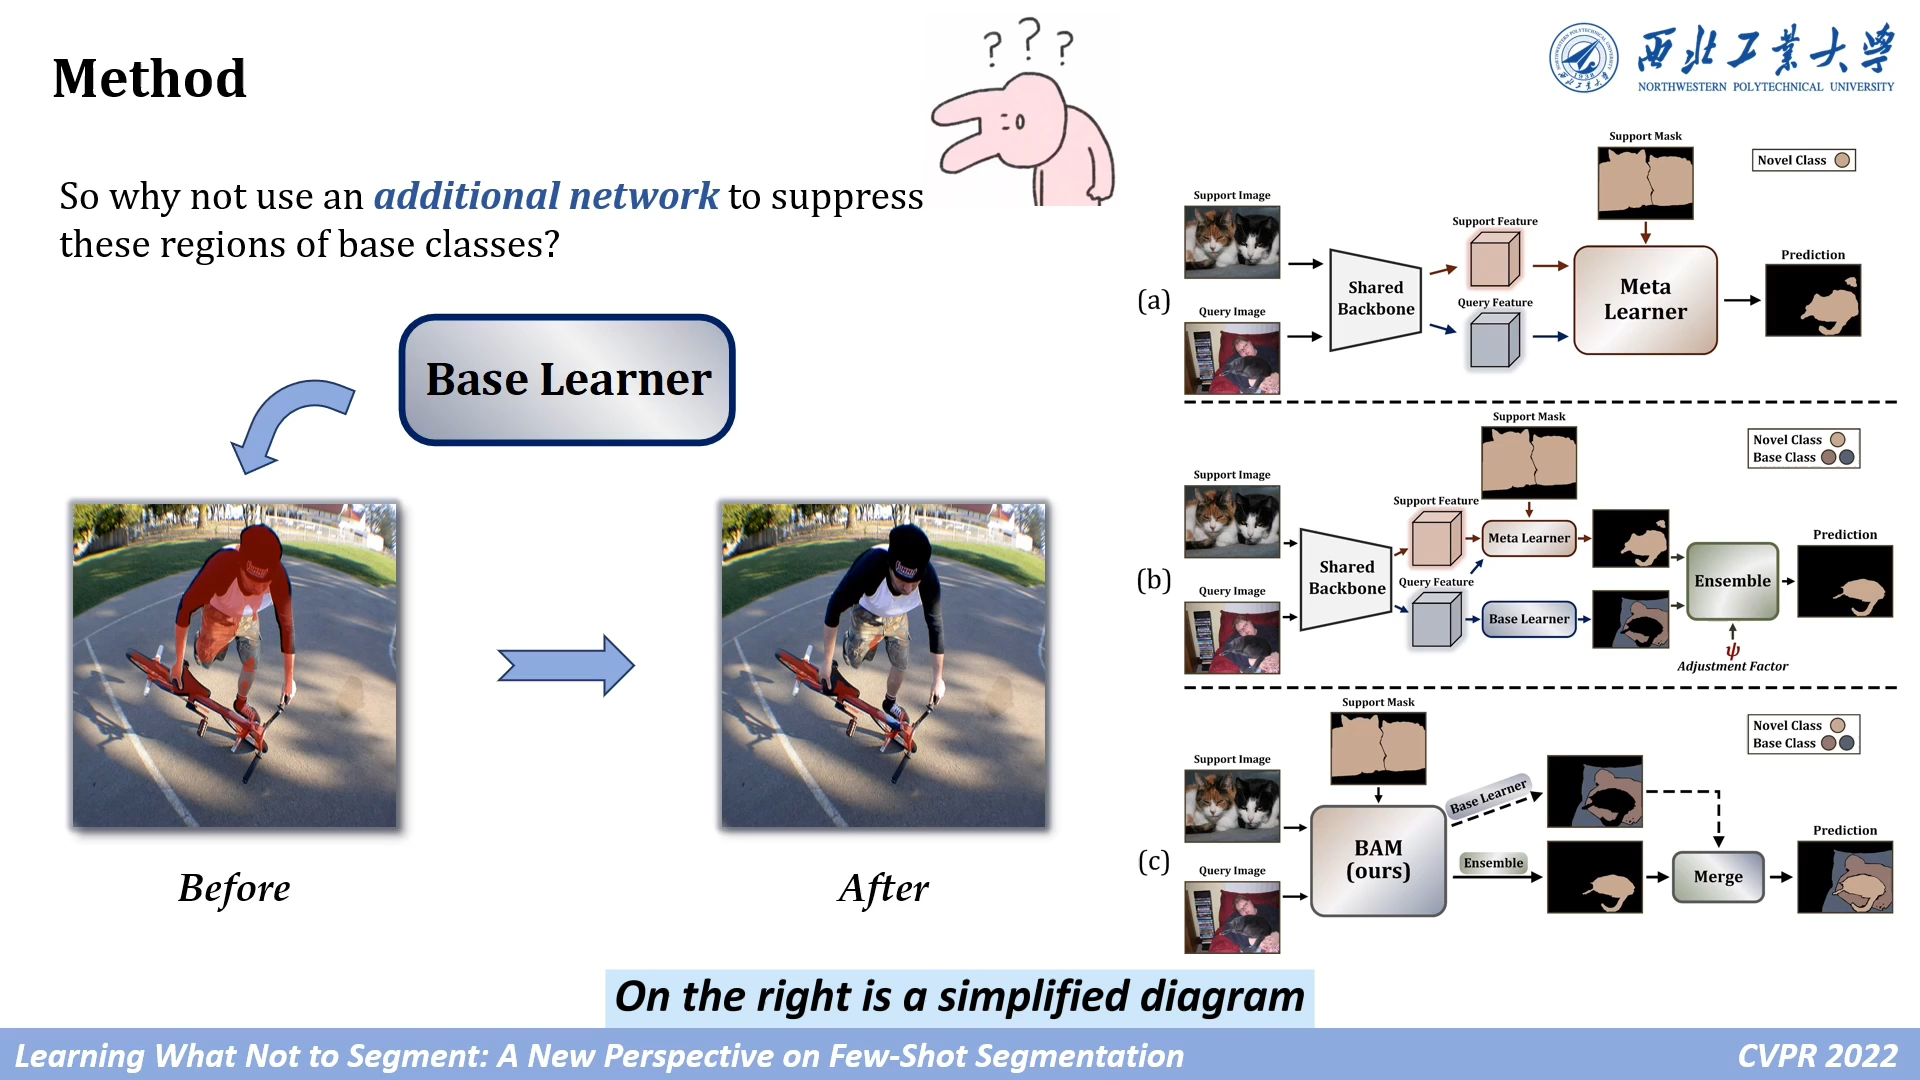 Method
? ? ?
西北工业大学
NORTHWESTERN POLYTECHNICAL UNIVERSITY
So why not use an additional network to suppress
these regions of base classes?
Base Learner
Before
After
(a)
Support Image
Query Image
Shared
Backbone
Support Feature
Query Feature
Support Mask
Meta
Learner
Novel Class
Prediction
(b)
Support Image
Query Image
Shared
Backbone
Support Feature
Query Feature
Support Mask
Meta Learner
Base Learner
Novel Class
Base Class
Ensemble
ψ
Adjustment Factor
Prediction
(c)
Support Image
Query Image
Support Mask
BAM
(ours)
Base Learner
Ensemble
Novel Class
Base Class
Merge
Prediction
On the right is a simplified diagram
Learning What Not to Segment: A New Perspective on Few-Shot Segmentation
CVPR 2022